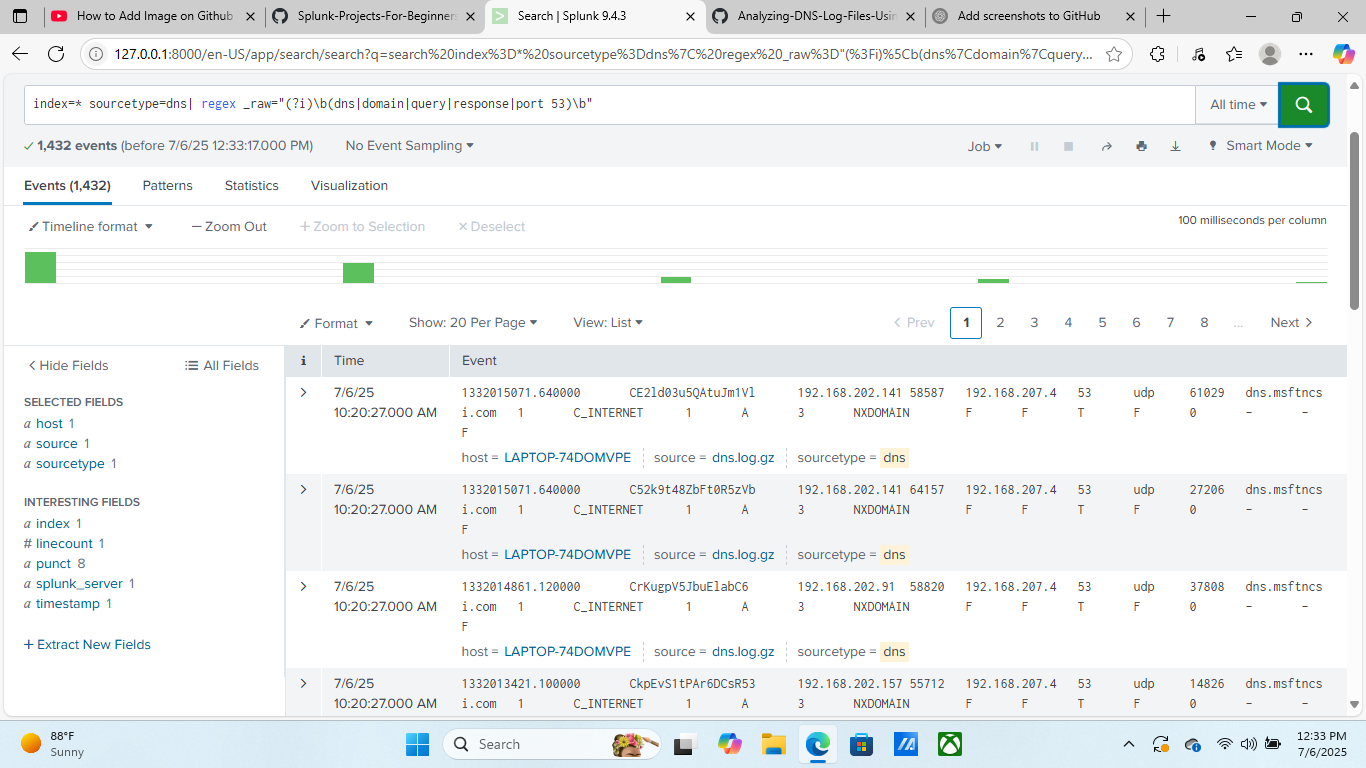 How to Add Image on Github
Splunk-Projects-For-Beginners
Search | Splunk 9.4.3
Analyzing-DNS-Log-Files-Usin
Add screenshots to GitHub
127.0.0.1:8000/en-US/app/search/search?q=search%20index%3D*%20sourcetype%3Ddns%7C%20regex%20_raw%3D"(%3Fi)%5Cb(dns%7Cdomain%7Cquery...
index=* sourcetype=dns| regex _raw="(?i)\b(dns|domain|query|response|port 53)\b"
All time
1,432 events (before 7/6/25 12:33:17.000 PM)
No Event Sampling
Job
Smart Mode
Events (1,432)
Patterns
Statistics
Visualization
Timeline format
— Zoom Out
+ Zoom to Selection
× Deselect
100 milliseconds per column
Format
Show: 20 Per Page
View: List
< Prev 1 2 3 4 5 6 7 8 ... Next >
< Hide Fields
All Fields
SELECTED FIELDS
a host 1
a source 1
a sourcetype 1
INTERESTING FIELDS
a index 1
# linecount 1
a punct 8
a splunk_server 1
a timestamp 1
+ Extract New Fields
i Time Event
7/6/25
10:20:27.000 AM
1332015071.640000 CE2ld03u5QAtuJm1Vl 192.168.202.141 58587 192.168.207.4 53 udp 61029 dns.msftncs
i.com 1 C_INTERNET 1 A 3 NXDOMAIN F F T F 0 - -
F
host = LAPTOP-74DOMVPE source = dns.log.gz sourcetype = dns
7/6/25
10:20:27.000 AM
1332015071.640000 C52k9t48ZbFt0R5zVb 192.168.202.141 64157 192.168.207.4 53 udp 27206 dns.msftncs
i.com 1 C_INTERNET 1 A 3 NXDOMAIN F F T F 0 - -
F
host = LAPTOP-74DOMVPE source = dns.log.gz sourcetype = dns
7/6/25
10:20:27.000 AM
1332014861.120000 CrKugpV5JbuElabC6 192.168.202.91 58820 192.168.207.4 53 udp 37808 dns.msftncs
i.com 1 C_INTERNET 1 A 3 NXDOMAIN F F T F 0 - -
F
host = LAPTOP-74DOMVPE source = dns.log.gz sourcetype = dns
7/6/25
10:20:27.000 AM
1332013421.100000 CkpEvS1tPAr6DCsR53 192.168.202.157 55712 192.168.207.4 53 udp 14826 dns.msftncs
i.com 1 C_INTERNET 1 A 3 NXDOMAIN F F T F 0 - -
88°F
Sunny
Search
12:33 PM
7/6/2025